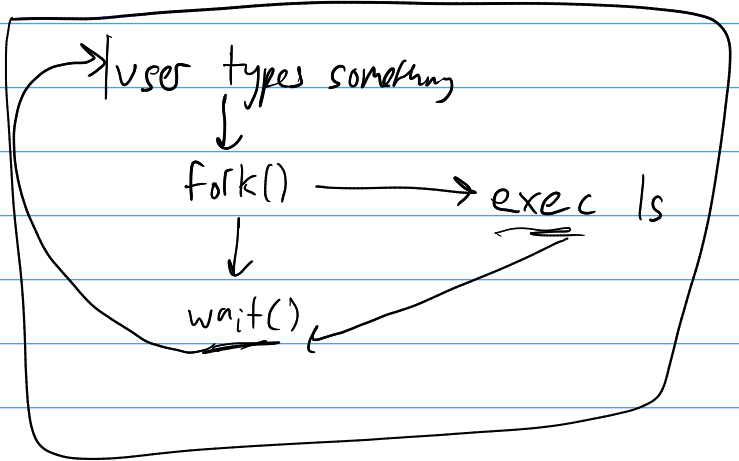 user types something
fork()
exec ls
wait()